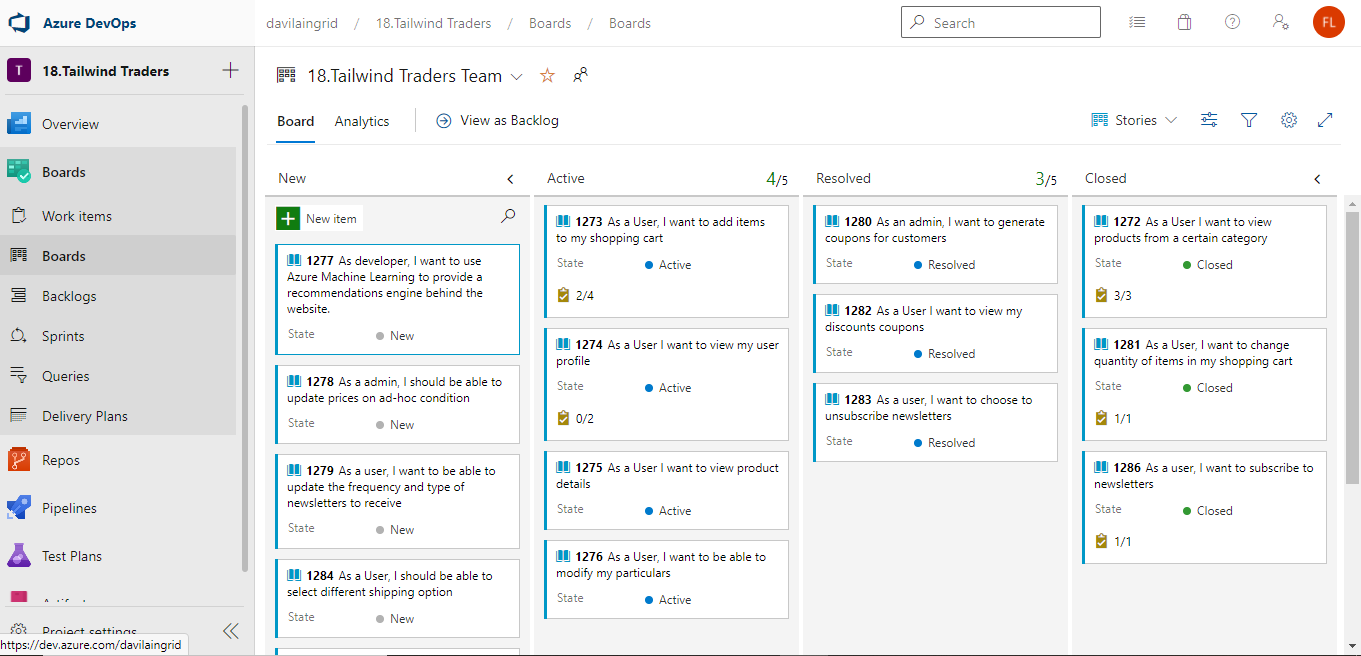 Azure DevOps
davilaingrid / 18.Tailwind Traders / Boards / Boards
Search
FL
T 18.Tailwind Traders
Overview
Boards
Work items
Boards
Backlogs
Sprints
Queries
Delivery Plans
Repos
Pipelines
Test Plans
Project settings
https://dev.azure.com/davilaingrid
18.Tailwind Traders Team
Board Analytics View as Backlog
Stories
New
New item
1277 As developer, I want to use
Azure Machine Learning to provide a
recommendations engine behind the
website.
State New
1278 As a admin, I should be able to
update prices on ad-hoc condition
State New
1279 As a user, I want to be able to
update the frequency and type of
newsletters to receive
State New
1284 As a User, I should be able to
select different shipping option
State New
Active 4/5
1273 As a User, I want to add items
to my shopping cart
State Active
2/4
1274 As a User I want to view my user
profile
State Active
0/2
1275 As a User I want to view product
details
State Active
1276 As a User, I want to be able to
modify my particulars
State Active
Resolved 3/5
1280 As an admin, I want to generate
coupons for customers
State Resolved
1282 As a User I want to view my
discounts coupons
State Resolved
1283 As a user, I want to choose to
unsubscribe newsletters
State Resolved
Closed
1272 As a User I want to view
products from a certain category
State Closed
3/3
1281 As a User, I want to change
quantity of items in my shopping cart
State Closed
1/1
1286 As a user, I want to subscribe to
newsletters
State Closed
1/1